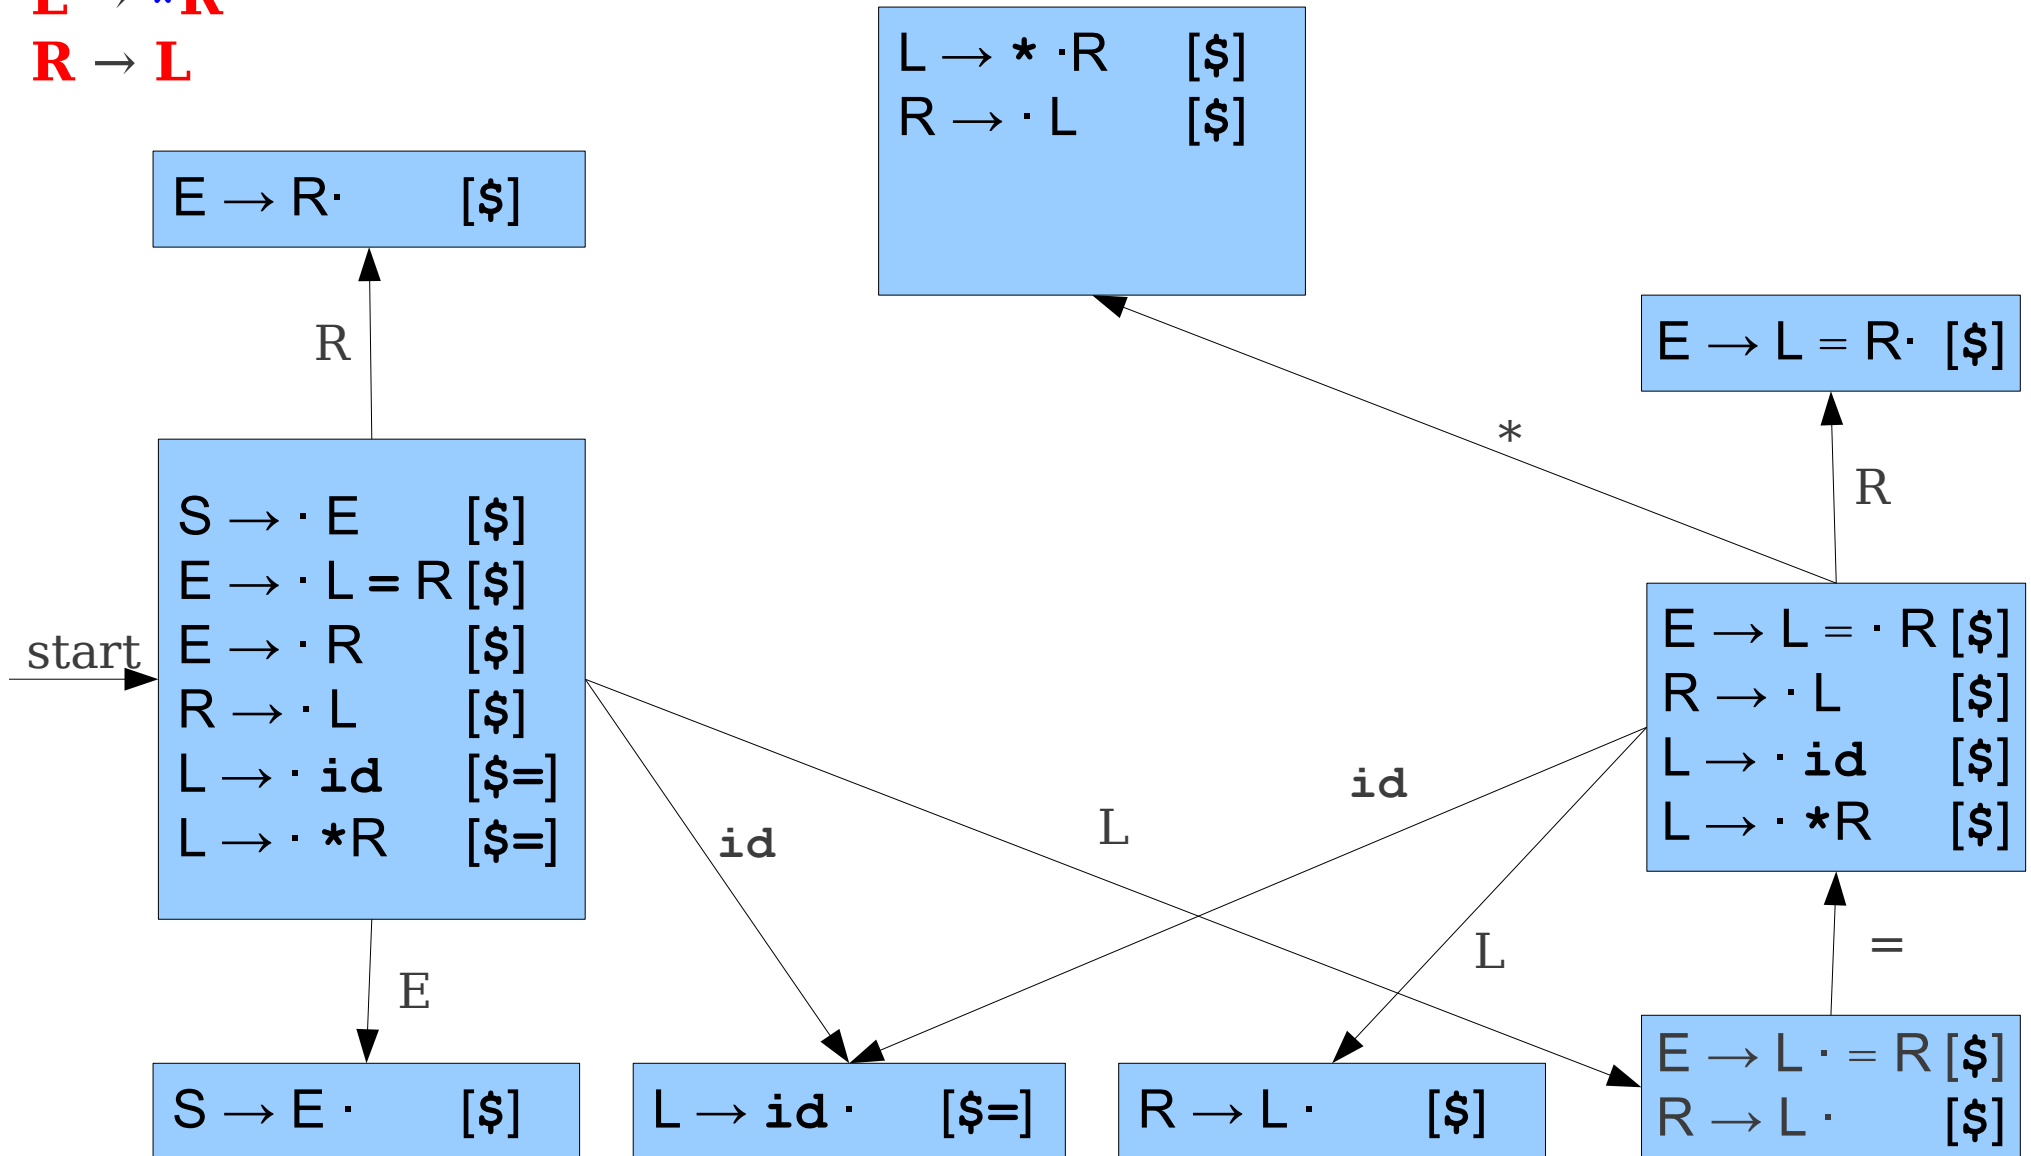 L → *R
R → L
L → * ·R [$]
R → · L [$]
E → R· [$]
R
E → L = R· [$]
*
R
start
S → · E [$]
E → · L = R [$]
E → · R [$]
R → · L [$]
L → · id [$=]
L → · *R [$=]
E → L = · R [$]
R → · L [$]
L → · id [$]
L → · *R [$]
id
L
id
L
=
E
S → E · [$]
L → id · [$=]
R → L · [$]
E → L · = R [$]
R → L · [$]